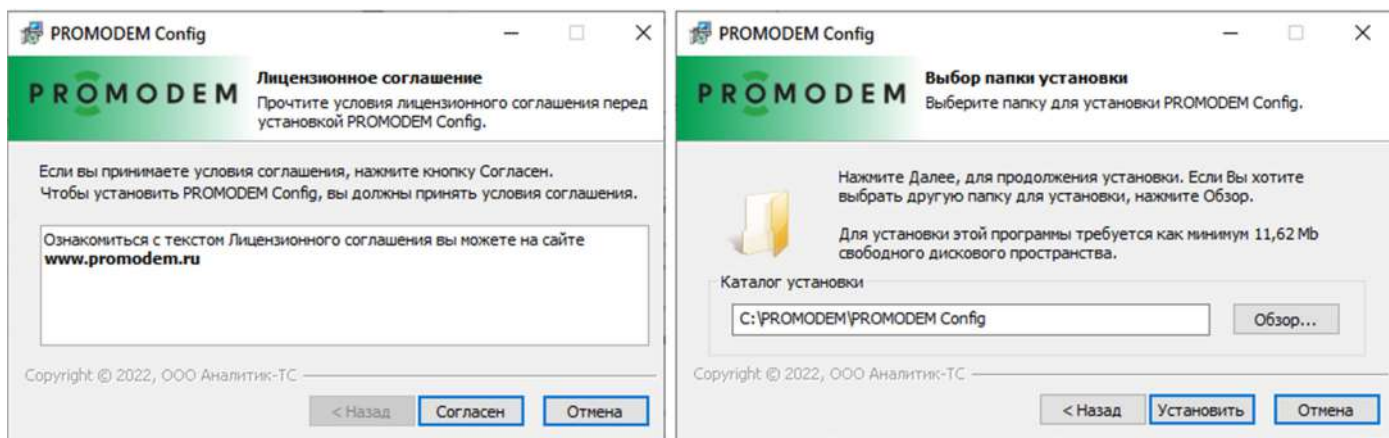 PROMODEM Config
PROMODEM
Лицензионное соглашение
Прочтите условия лицензионного соглашения перед
установкой PROMODEM Config.
Если вы принимаете условия соглашения, нажмите кнопку Согласен.
Чтобы установить PROMODEM Config, вы должны принять условия соглашения.
Ознакомиться с текстом Лицензионного соглашения вы можете на сайте
www.promodem.ru
Copyright © 2022, ООО Аналитик-ТС
< Назад
Согласен
Отмена
PROMODEM Config
PROMODEM
Выбор папки установки
Выберите папку для установки PROMODEM Config.
Нажмите Далее, для продолжения установки. Если Вы хотите
выбрать другую папку для установки, нажмите Обзор.
Для установки этой программы требуется как минимум 11,62 Mb
свободного дискового пространства.
Каталог установки
C:\PROMODEM\PROMODEM Config
Обзор...
Copyright © 2022, ООО Аналитик-ТС
< Назад
Установить
Отмена